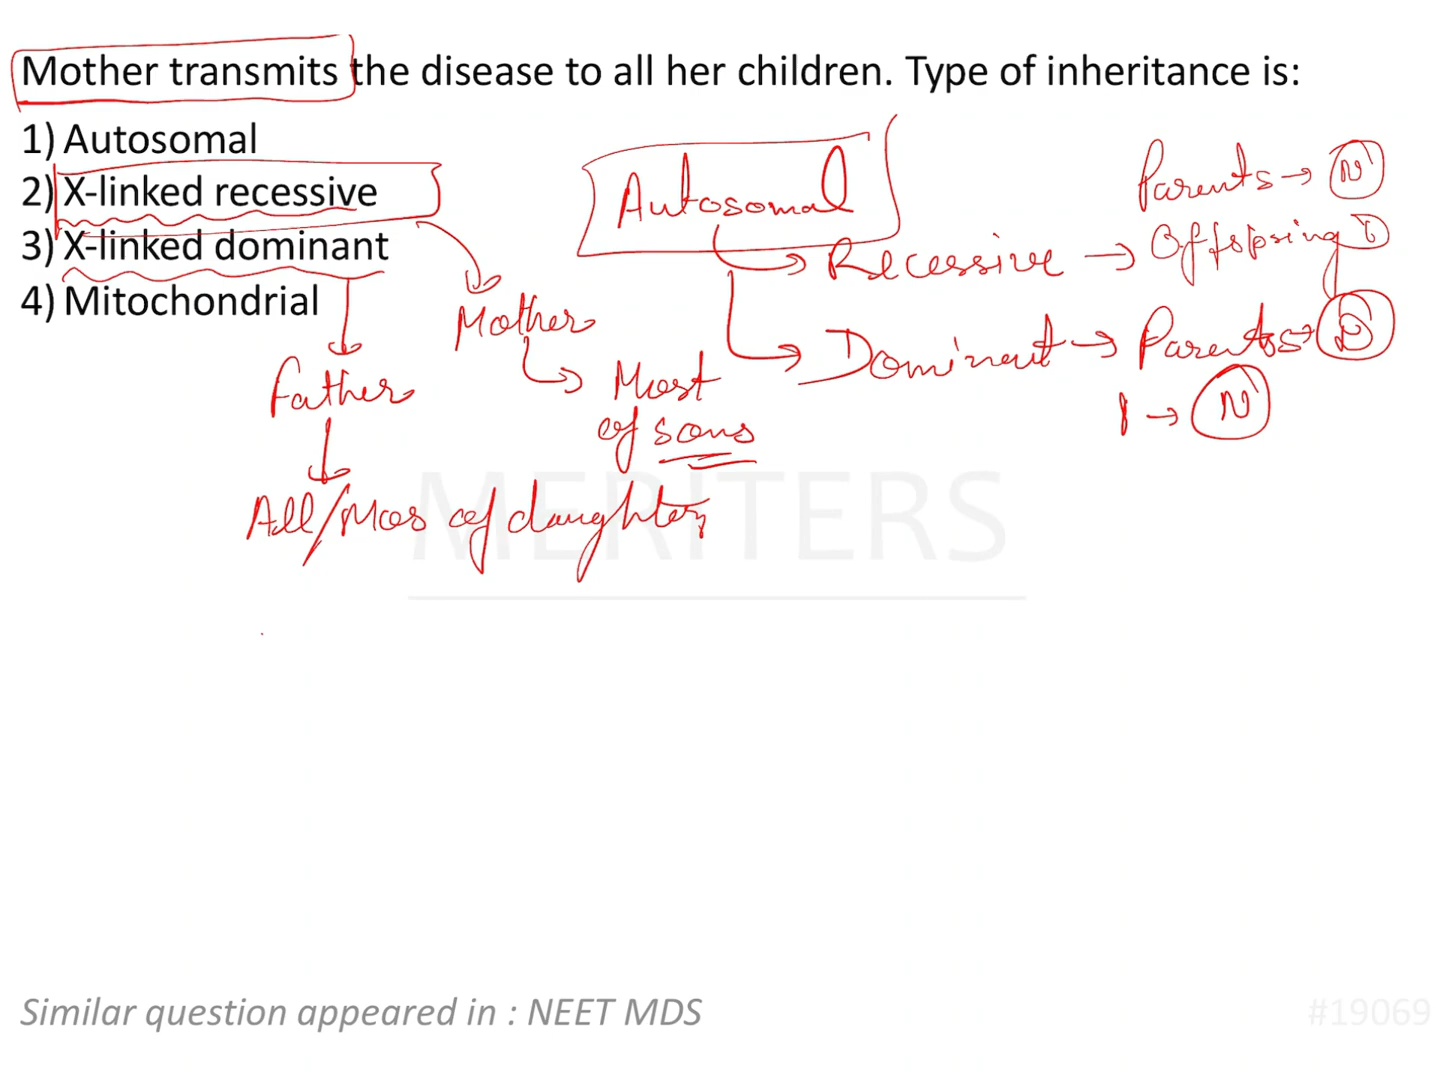 Mother transmits the disease to all her children. Type of inheritance is:
1) Autosomal
2) X-linked recessive
3) X-linked dominant
4) Mitochondrial
Autosomal
Recessive → Parents → N
Offspring D
Dominent → Parents → D
1 → N
Mother
Most
of sons
Father
All/Mos of daughters
MERITERS
Similar question appeared in : NEET MDS
#19069